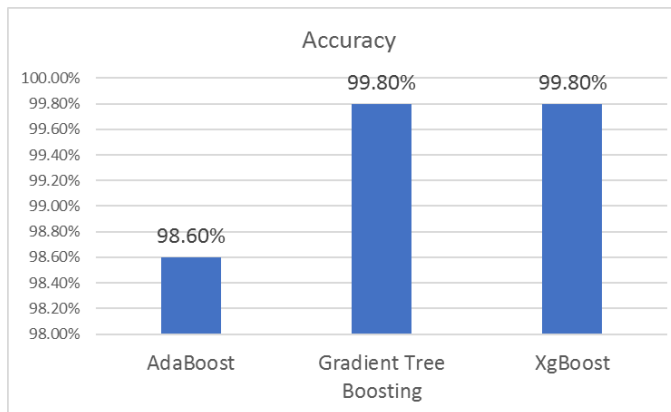 Accuracy
100.00%
99.80%
99.60%
99.40%
99.20%
99.00%
98.80%
98.60%
98.40%
98.20%
98.00%
98.60%
99.80%
99.80%
AdaBoost
Gradient Tree
Boosting
XgBoost